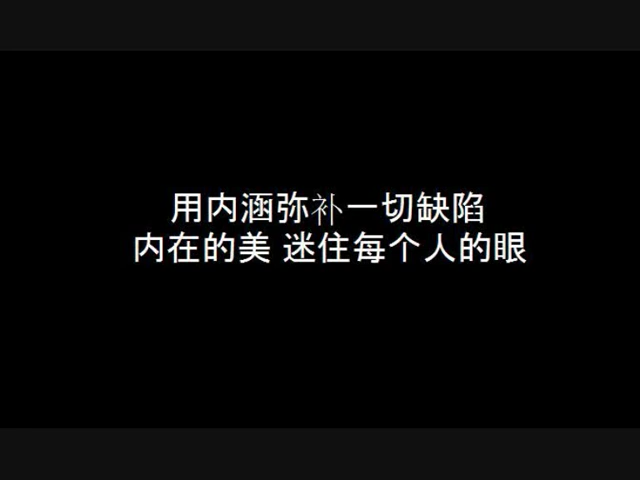 用内涵弥补一切缺陷
内在的美 迷住每个人的眼